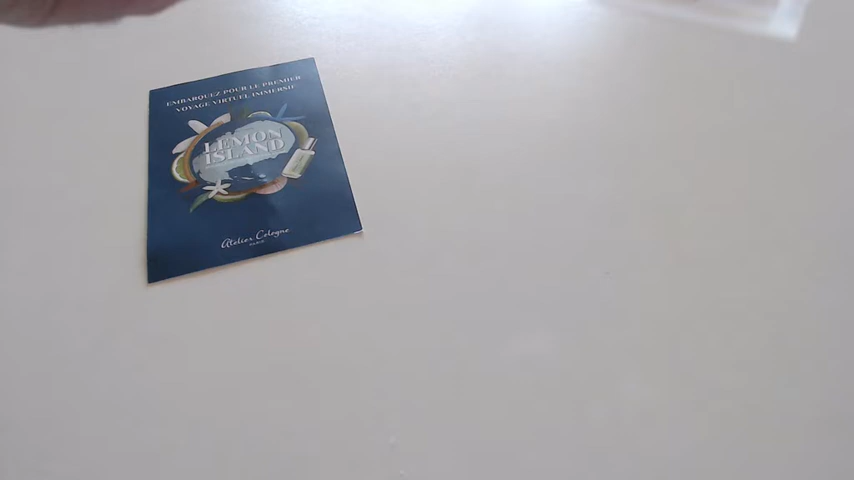 EMBARQUEZ POUR LE PREMIER
VOYAGE VIRTUEL IMMERSIF
LEMON
ISLAND
Atelier Cologne
PARIS